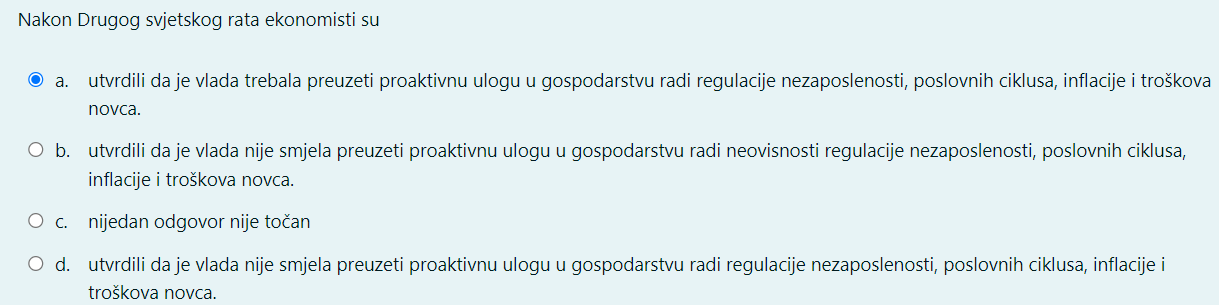 Nakon Drugog svjetskog rata ekonomisti su
a. utvrdili da je vlada trebala preuzeti proaktivnu ulogu u gospodarstvu radi regulacije nezaposlenosti, poslovnih ciklusa, inflacije i troškova
novca.
b. utvrdili da je vlada nije smjela preuzeti proaktivnu ulogu u gospodarstvu radi neovisnosti regulacije nezaposlenosti, poslovnih ciklusa,
inflacije i troškova novca.
c. nijedan odgovor nije točan
d. utvrdili da je vlada nije smjela preuzeti proaktivnu ulogu u gospodarstvu radi regulacije nezaposlenosti, poslovnih ciklusa, inflacije i
troškova novca.